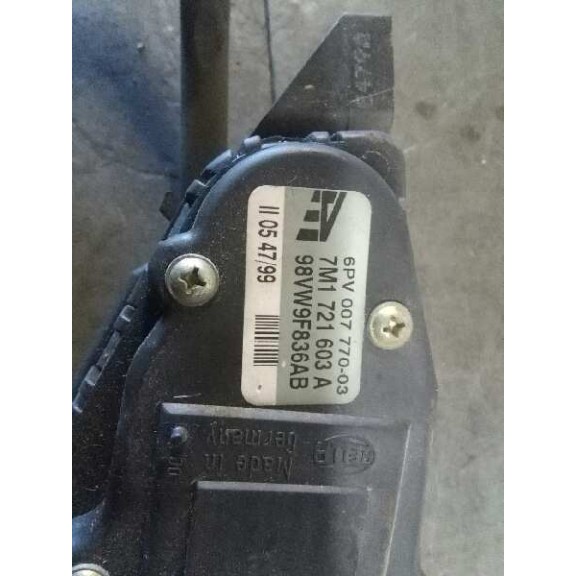 6PV 007 770-03
7M1 721 603 A
98VW9F836AB
II 05 47/99
HELLA
Made in
Germany